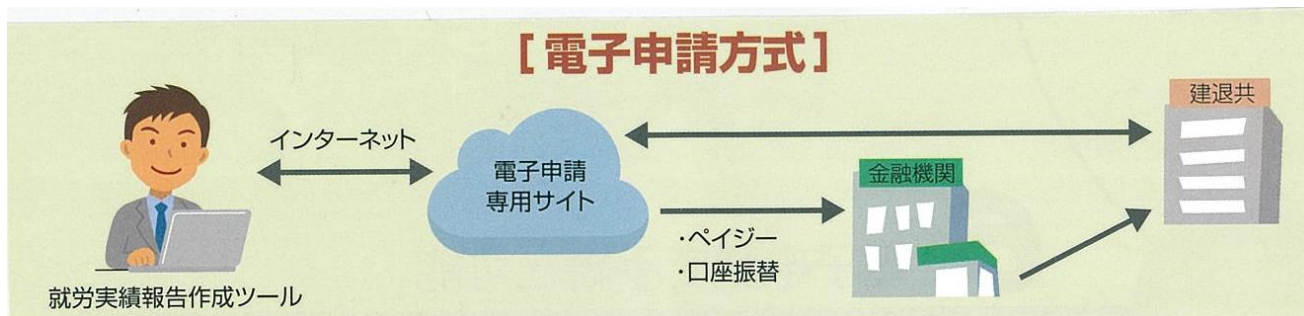 [電子申請方式]
建退共
インターネット
電子申請
専用サイト
金融機関
・ペイジー
・口座振替
就労実績報告作成ツール